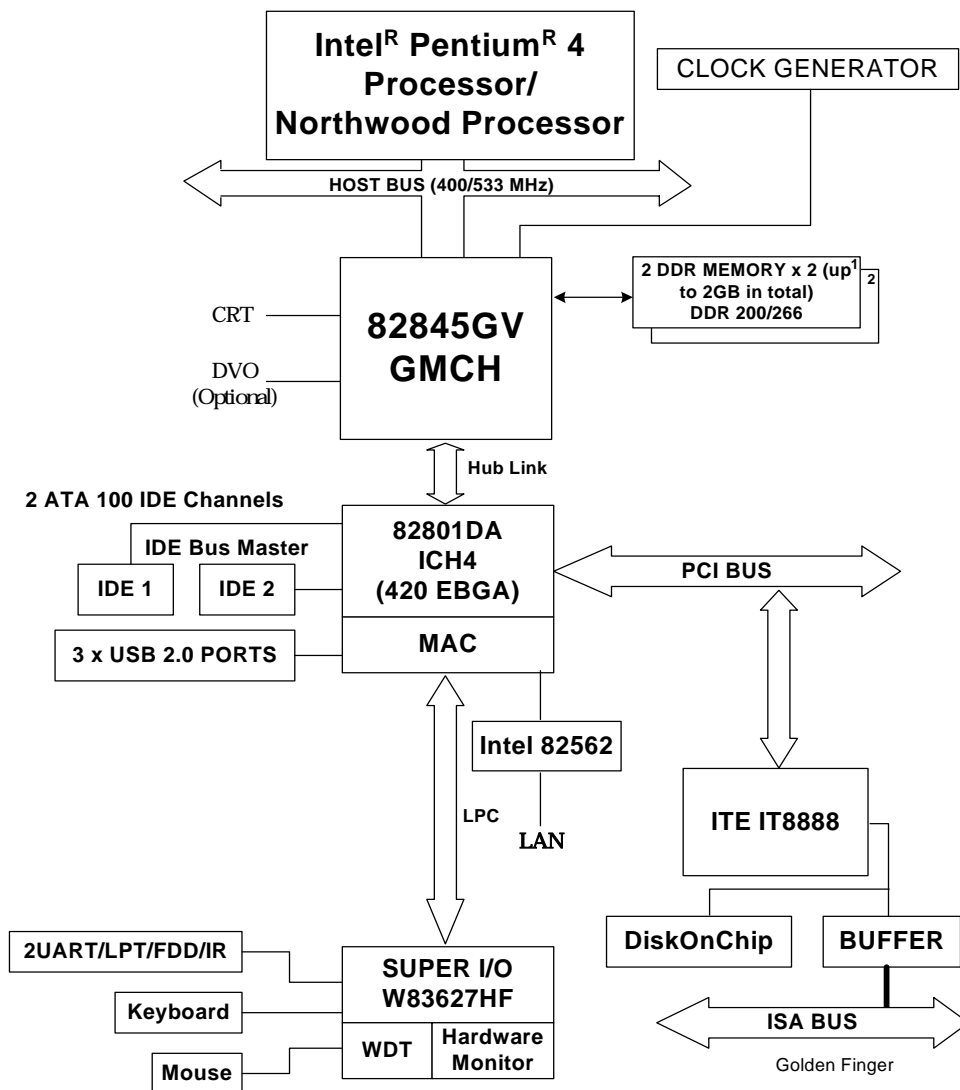 Intel^R Pentium^R 4
Processor/
Northwood Processor
CLOCK GENERATOR
HOST BUS (400/533 MHz)
2 DDR MEMORY x 2 (up
to 2GB in total)
DDR 200/266
1
2
82845GV
GMCH
CRT
DVO
(Optional)
Hub Link
2 ATA 100 IDE Channels
IDE Bus Master
IDE 1
IDE 2
82801DA
ICH4
(420 EBGA)
PCI BUS
MAC
3 x USB 2.0 PORTS
Intel 82562
LPC
LAN
ITE IT8888
DiskOnChip
BUFFER
2UART/LPT/FDD/IR
SUPER I/O
W83627HF
Keyboard
ISA BUS
WDT
Hardware
Monitor
Mouse
Golden Finger